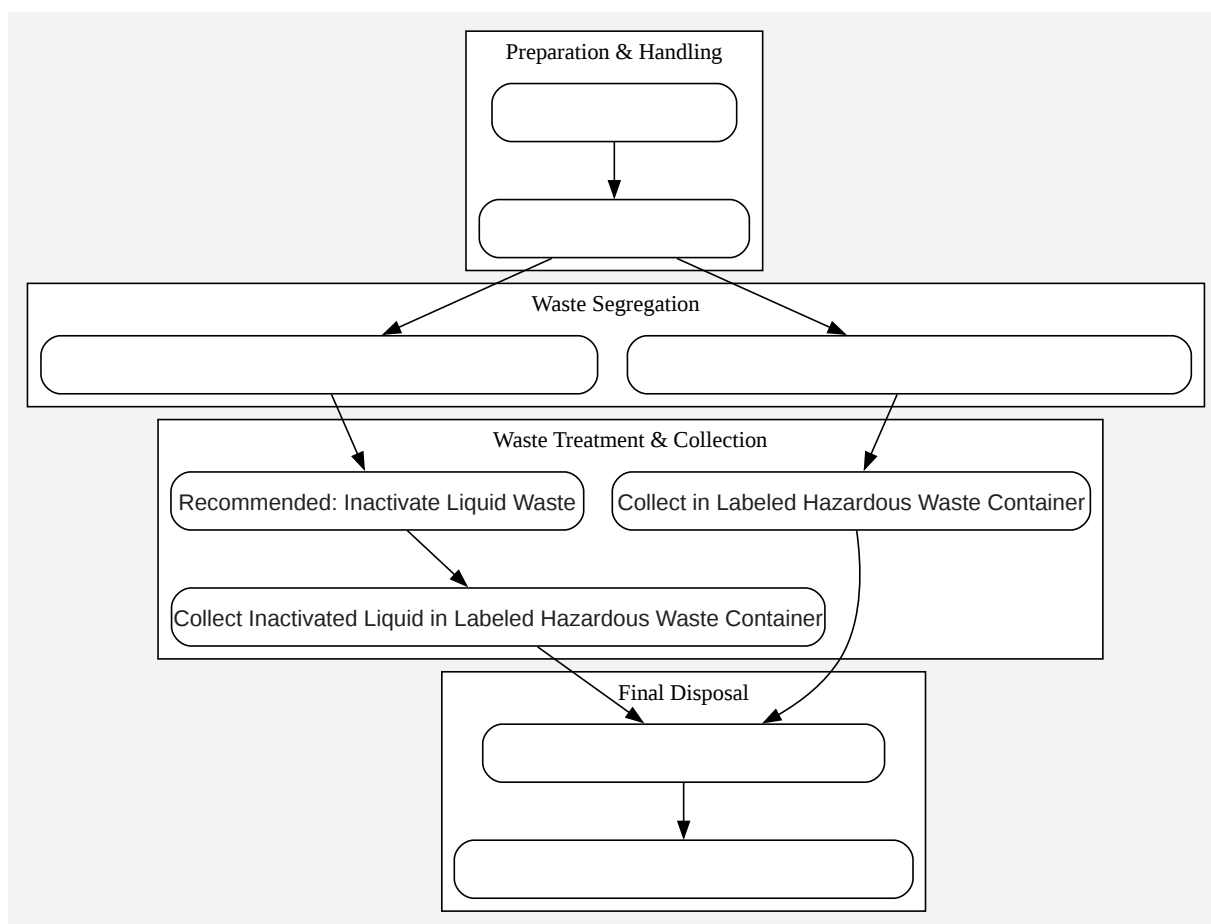 Preparation & Handling
Waste Segregation
Waste Treatment & Collection
Recommended: Inactivate Liquid Waste
Collect in Labeled Hazardous Waste Container
Collect Inactivated Liquid in Labeled Hazardous Waste Container
Final Disposal